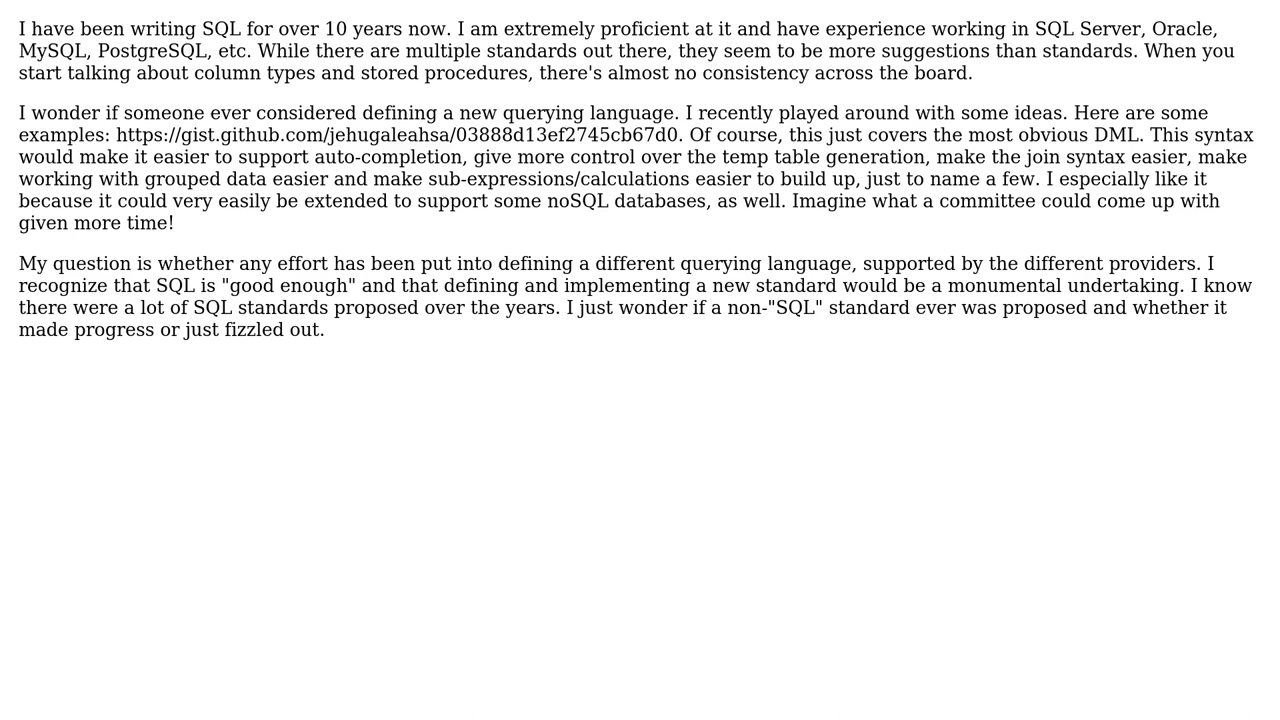 I have been writing SQL for over 10 years now. I am extremely proficient at it and have experience working in SQL Server, Oracle,
MySQL, PostgreSQL, etc. While there are multiple standards out there, they seem to be more suggestions than standards. When you
start talking about column types and stored procedures, there's almost no consistency across the board.
I wonder if someone ever considered defining a new querying language. I recently played around with some ideas. Here are some
examples: https://gist.github.com/jehugaleahsa/03888d13ef2745cb67d0. Of course, this just covers the most obvious DML. This syntax
would make it easier to support auto-completion, give more control over the temp table generation, make the join syntax easier, make
working with grouped data easier and make sub-expressions/calculations easier to build up, just to name a few. I especially like it
because it could very easily be extended to support some noSQL databases, as well. Imagine what a committee could come up with
given more time!
My question is whether any effort has been put into defining a different querying language, supported by the different providers. I
recognize that SQL is "good enough" and that defining and implementing a new standard would be a monumental undertaking. I know
there were a lot of SQL standards proposed over the years. I just wonder if a non-"SQL" standard ever was proposed and whether it
made progress or just fizzled out.